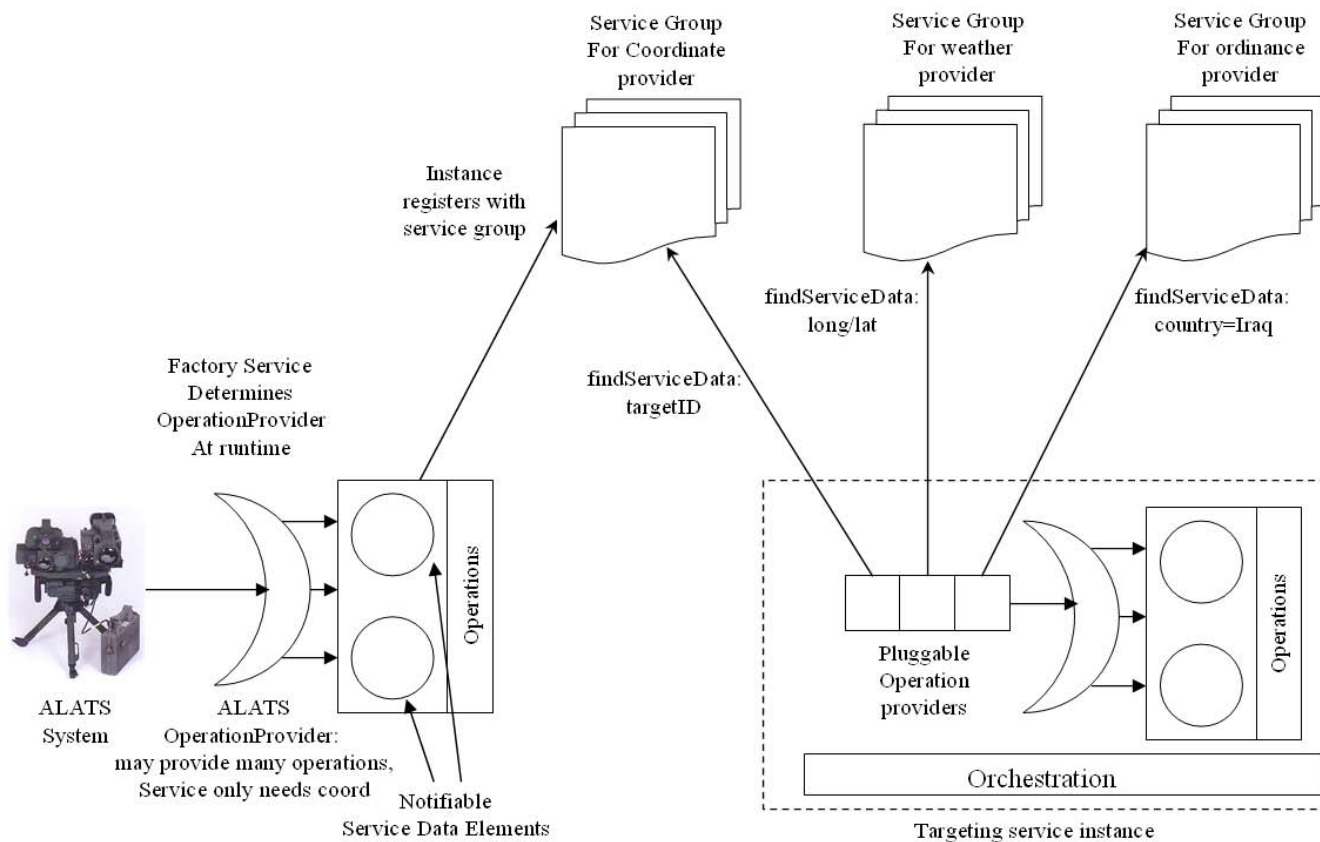 Service Group
For Coordinate
provider
Service Group
For weather
provider
Service Group
For ordinance
provider
Instance
registers with
service group
findServiceData:
long/lat
findServiceData:
country=Iraq
findServiceData:
targetID
Factory Service
Determines
OperationProvider
At runtime
Operations
Operations
Pluggable
Operation
providers
ALATS
System
ALATS
OperationProvider:
may provide many operations,
Service only needs coord
Notifiable
Service Data Elements
Orchestration
Targeting service instance